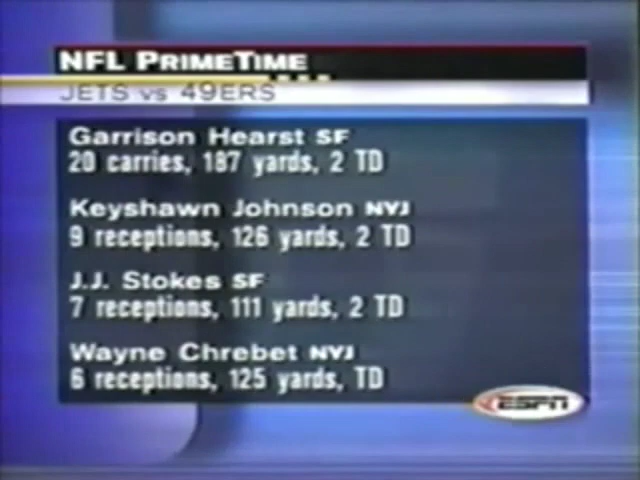 NFL PRIMETIME
JETS vs 49ERS
Garrison Hearst SF
20 carries, 187 yards, 2 TD
Keyshawn Johnson NYJ
9 receptions, 126 yards, 2 TD
J.J. Stokes SF
7 receptions, 111 yards, 2 TD
Wayne Chrebet NYJ
6 receptions, 125 yards, TD
ESPN